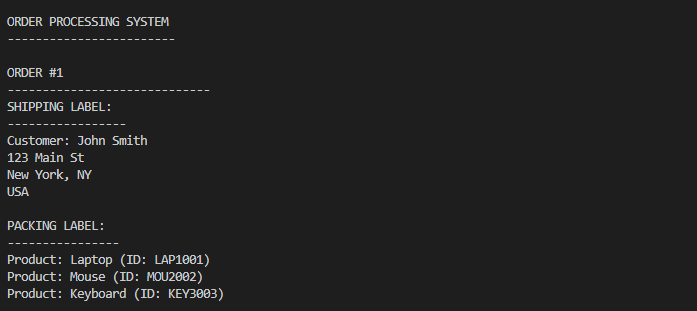 ORDER PROCESSING SYSTEM
------------------------
ORDER #1
-----------------------------
SHIPPING LABEL:
-----------------
Customer: John Smith
123 Main St
New York, NY
USA
PACKING LABEL:
----------------
Product: Laptop (ID: LAP1001)
Product: Mouse (ID: MOU2002)
Product: Keyboard (ID: KEY3003)